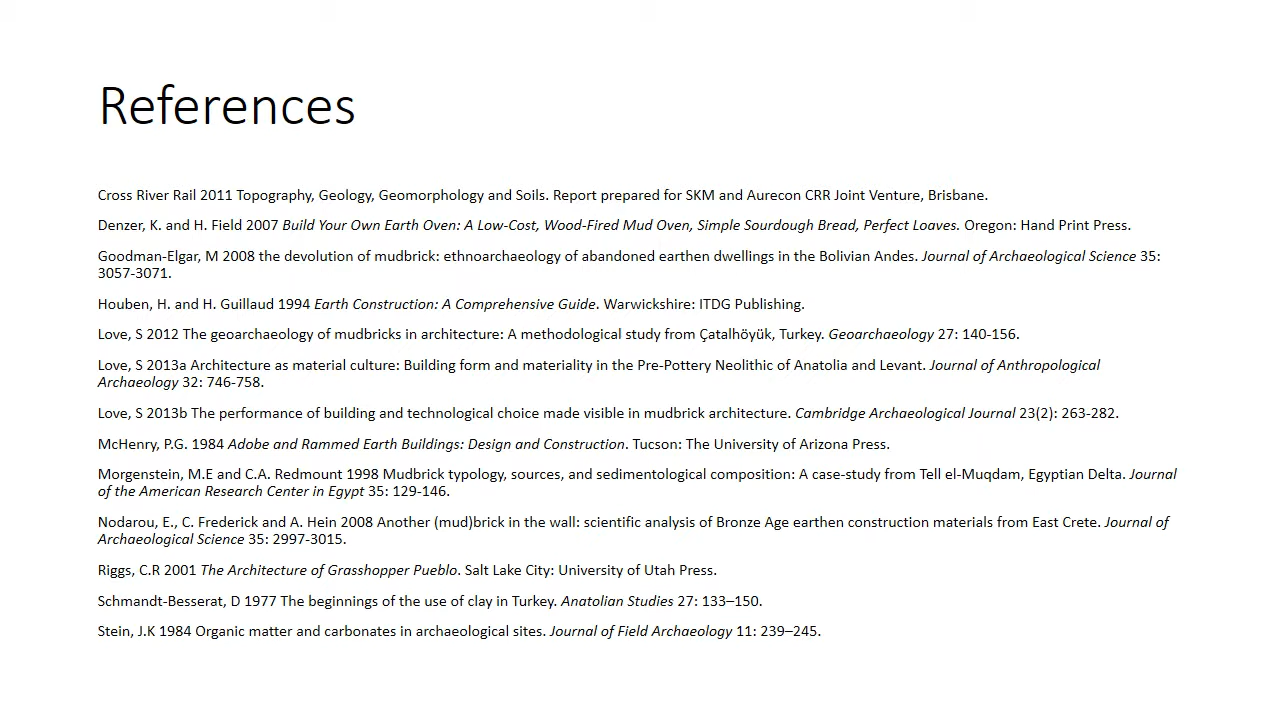 References
Cross River Rail 2011 Topography, Geology, Geomorphology and Soils. Report prepared for SKM and Aurecon CRR Joint Venture, Brisbane.
Denzer, K. and H. Field 2007 Build Your Own Earth Oven: A Low-Cost, Wood-Fired Mud Oven, Simple Sourdough Bread, Perfect Loaves. Oregon: Hand Print Press.
Goodman-Elgar, M 2008 the devolution of mudbrick: ethnoarchaeology of abandoned earthen dwellings in the Bolivian Andes. Journal of Archaeological Science 35:
3057-3071.
Houben, H. and H. Guillaud 1994 Earth Construction: A Comprehensive Guide. Warwickshire: ITDG Publishing.
Love, S 2012 The geoarchaeology of mudbricks in architecture: A methodological study from Çatalhöyük, Turkey. Geoarchaeology 27: 140-156.
Love, S 2013a Architecture as material culture: Building form and materiality in the Pre-Pottery Neolithic of Anatolia and Levant. Journal of Anthropological
Archaeology 32: 746-758.
Love, S 2013b The performance of building and technological choice made visible in mudbrick architecture. Cambridge Archaeological Journal 23(2): 263-282.
McHenry, P.G. 1984 Adobe and Rammed Earth Buildings: Design and Construction. Tucson: The University of Arizona Press.
Morgenstein, M.E and C.A. Redmount 1998 Mudbrick typology, sources, and sedimentological composition: A case-study from Tell el-Muqdam, Egyptian Delta. Journal
of the American Research Center in Egypt 35: 129-146.
Nodarou, E., C. Frederick and A. Hein 2008 Another (mud)brick in the wall: scientific analysis of Bronze Age earthen construction materials from East Crete. Journal of
Archaeological Science 35: 2997-3015.
Riggs, C.R 2001 The Architecture of Grasshopper Pueblo. Salt Lake City: University of Utah Press.
Schmandt-Besserat, D 1977 The beginnings of the use of clay in Turkey. Anatolian Studies 27: 133–150.
Stein, J.K 1984 Organic matter and carbonates in archaeological sites. Journal of Field Archaeology 11: 239–245.